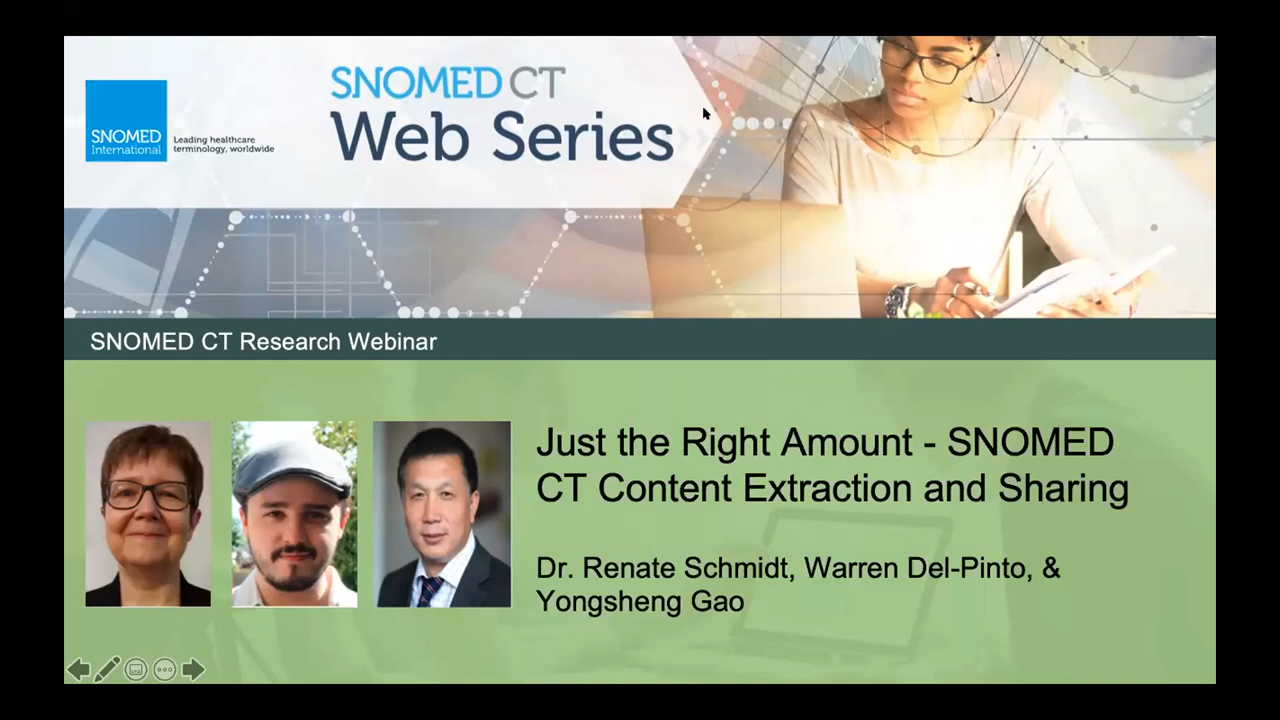 SNOMED
International
Leading healthcare
terminology, worldwide
SNOMED CT
Web Series
SNOMED CT Research Webinar
Just the Right Amount - SNOMED
CT Content Extraction and Sharing
Dr. Renate Schmidt, Warren Del-Pinto, &
Yongsheng Gao